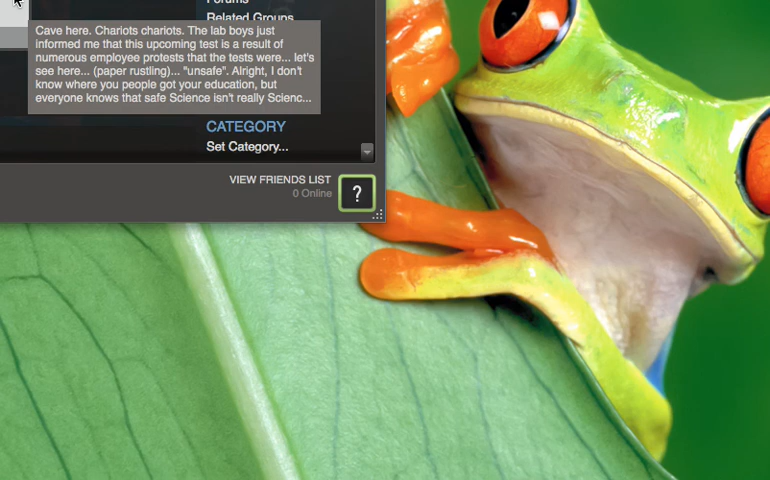 Related Groups
Cave here. Chariots chariots. The lab boys just
informed me that this upcoming test is a result of
numerous employee protests that the tests were... let's
see here... (paper rustling)... "unsafe". Alright, I don't
know where you people got your education, but
everyone knows that safe Science isn't really Scienc...
CATEGORY
Set Category...
VIEW FRIENDS LIST
0 Online
?